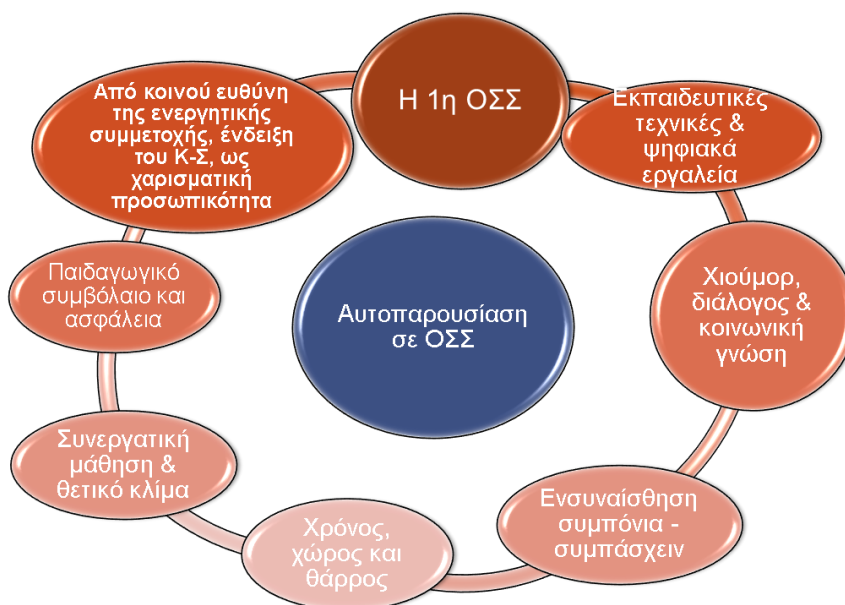 Η 1η ΟΣΣ
Εκπαιδευτικές
τεχνικές &
ψηφιακά
εργαλεία
Χιούμορ,
διάλογος &
κοινωνική
γνώση
Ενσυναίσθηση
συμπόνια -
συμπάσχειν
Χρόνος,
χώρος και
θάρρος
Συνεργατική
μάθηση &
θετικό κλίμα
Παιδαγωγικό
συμβόλαιο και
ασφάλεια
Από κοινού ευθύνη
της ενεργητικής
συμμετοχής, ένδειξη
του Κ-Σ, ως
χαρισματική
προσωπικότητα
Αυτοπαρουσίαση
σε ΟΣΣ